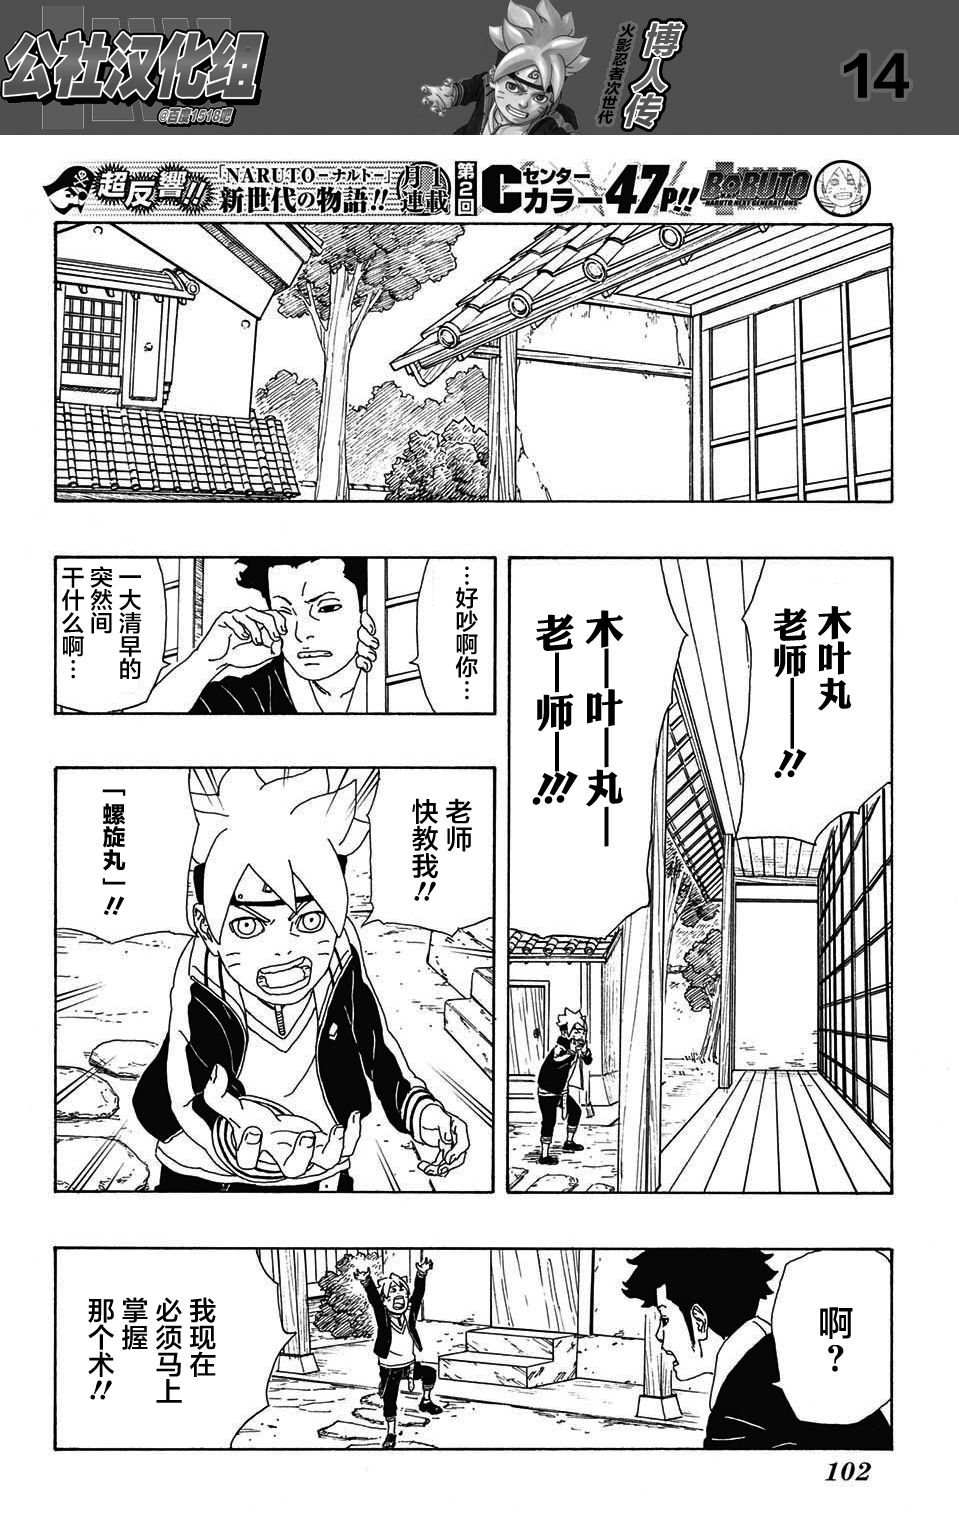 公社汉化组
@百度1518吧
火影忍者次世代
博人传
14
超反響!!
「NARUTO－ナルト－」
新世代の物語!!
月1
連載
第2回
Cセンター
カラー47P!!
BORUTO
NARUTO NEXT GENERATIONS
木叶丸
老师——!!
木—叶—丸—
老—师—!!!
…好吵啊你…
一大清早的
突然间
干什么啊…
老师
快教我!!
「螺旋丸」!!
啊?
我现在
必须马上
掌握
那个术!!
102